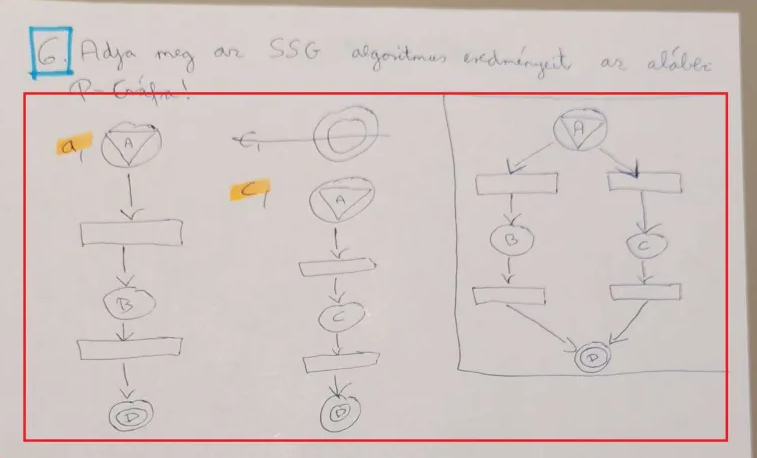 6. Adja meg az SSG algoritmus eredményeit az alábbi
P-Gráfra!
a, A B D
C,
C, A C D
A B C D